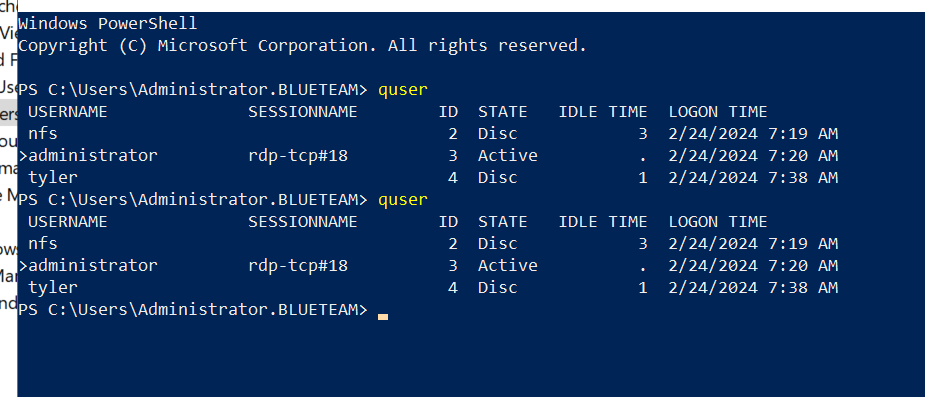 Windows PowerShell
Copyright (C) Microsoft Corporation. All rights reserved.
PS C:\Users\Administrator.BLUETEAM> quser
USERNAME SESSIONNAME ID STATE IDLE TIME LOGON TIME
nfs 2 Disc 3 2/24/2024 7:19 AM
>administrator rdp-tcp#18 3 Active . 2/24/2024 7:20 AM
tyler 4 Disc 1 2/24/2024 7:38 AM
PS C:\Users\Administrator.BLUETEAM> quser
USERNAME SESSIONNAME ID STATE IDLE TIME LOGON TIME
nfs 2 Disc 3 2/24/2024 7:19 AM
>administrator rdp-tcp#18 3 Active . 2/24/2024 7:20 AM
tyler 4 Disc 1 2/24/2024 7:38 AM
PS C:\Users\Administrator.BLUETEAM>